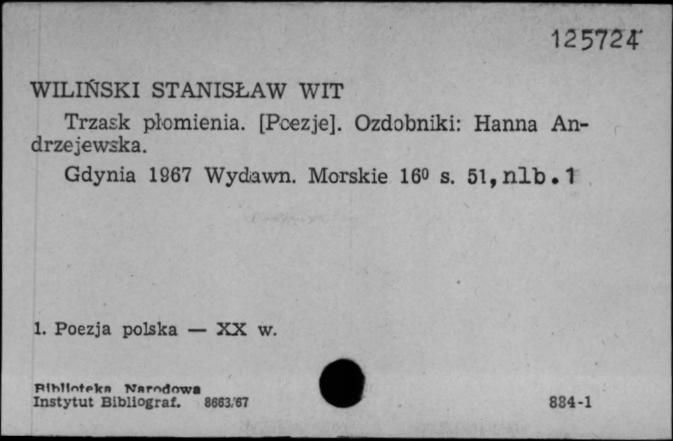 125724
WILIŃSKI STANISŁAW WIT
Trzask płomienia. [Poezje]. Ozdobniki: Hanna An-
drzejewska.
Gdynia 1967 Wydawn. Morskie 16⁰ s. 51, nlb. 1
1. Poezja polska — XX w.
Biblioteka Narodowa
Instytut Bibliograf. 8663/67
884-1